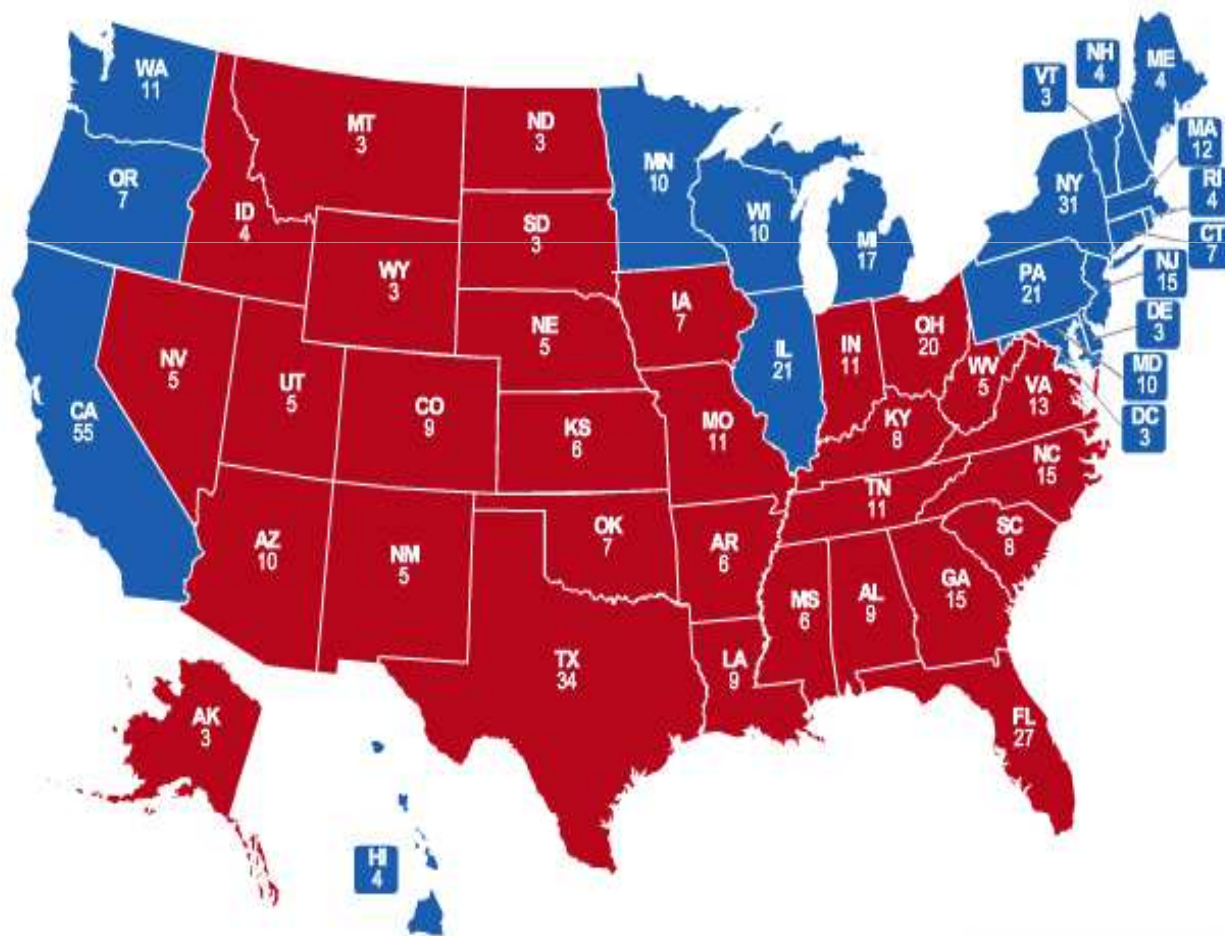 WA
11
OR
7
CA
55
MT
3
ID
4
WY
3
NV
5
UT
5
CO
9
AZ
10
NM
5
ND
3
SD
3
NE
5
KS
6
OK
7
TX
34
MN
10
IA
7
MO
11
AR
6
LA
9
WI
10
IL
21
MI
17
IN
11
OH
20
KY
8
TN
11
MS
6
AL
9
GA
15
FL
27
SC
8
NC
15
VA
13
WV
5
PA
21
NY
31
VT
3
NH
4
ME
4
MA
12
RI
4
CT
7
NJ
15
DE
3
MD
10
DC
3
AK
3
HI
4